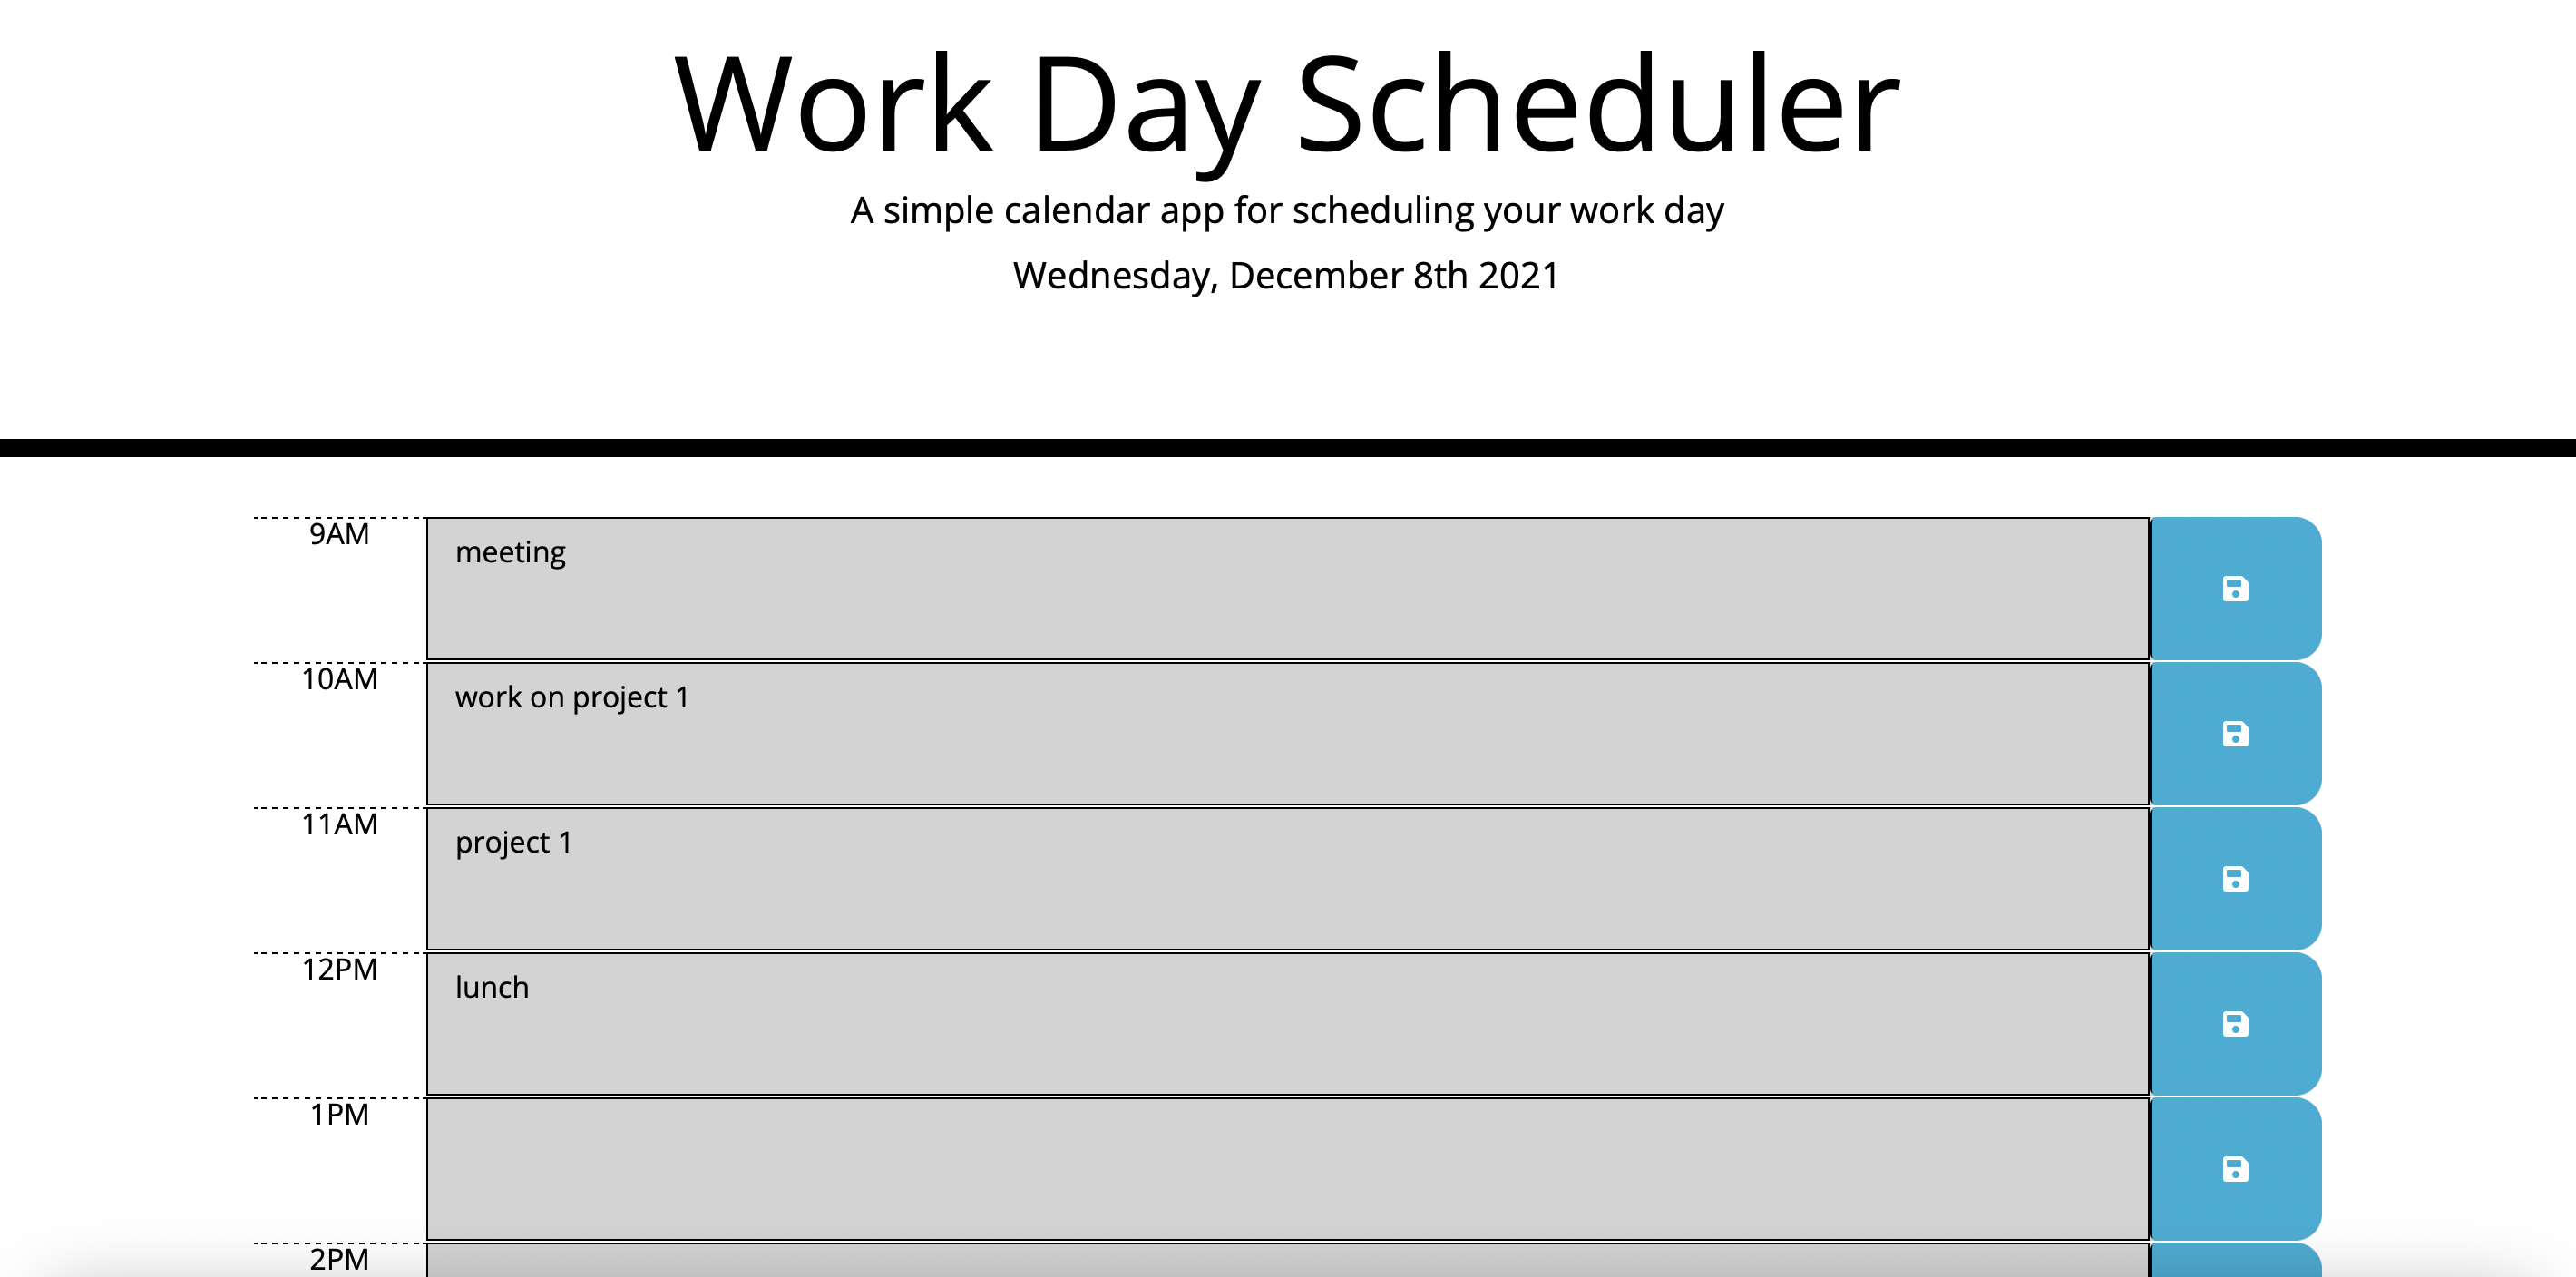 Work Day Scheduler
A simple calendar app for scheduling your work day
Wednesday, December 8th 2021
9AM
meeting
10AM
work on project 1
11AM
project 1
12PM
lunch
1PM
2PM